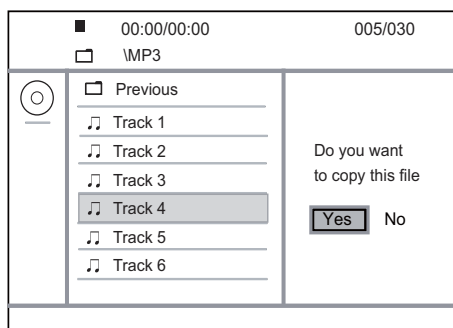 00:00/00:00 005/030
\MP3
Previous
Track 1
Track 2
Track 3
Track 4
Track 5
Track 6
Do you want
to copy this file
Yes No